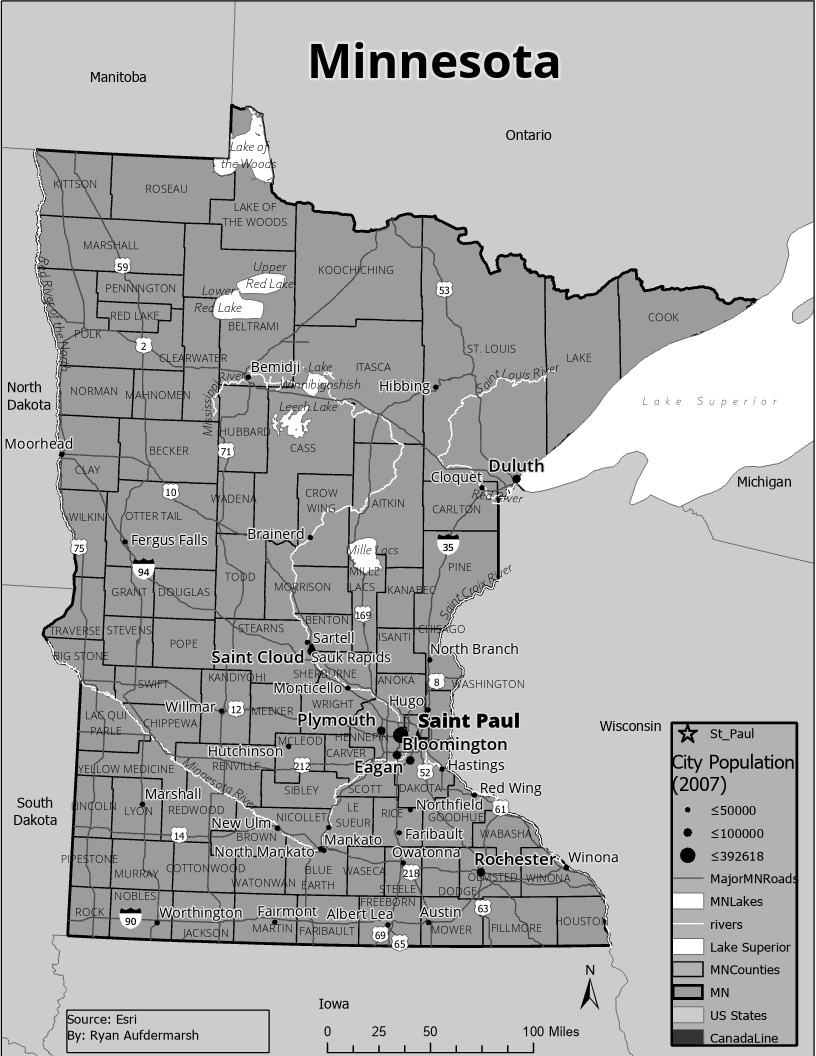 Minnesota
Manitoba
Ontario
Lake of
the Woods
KITTSON
ROSEAU
LAKE OF
THE WOODS
MARSHALL
59
Upper
Red Lake
KOOCHICHING
PENNINGTON
Lower
Red Lake
53
RED LAKE
COOK
Red River of the North
BELTRAMI
POLK
2
CLEARWATER
ST. LOUIS
LAKE
Bemidji
Lake
Winnibigoshish
ITASCA
Saint Louis River
North
Dakota
NORMAN
MAHNOMEN
Mississippi River
Hibbing
Lake Superior
Leech Lake
HUBBARD
Moorhead
BECKER
71
CASS
CLAY
Duluth
Cloquet
Michigan
10
WADENA
CROW
WING
AITKIN
Red River
CARLTON
WILKIN
OTTER TAIL
Fergus Falls
Brainerd
75
Mille Lacs
35
94
TODD
MILLE
LACS
PINE
GRANT
DOUGLAS
MORRISON
KANABEC
Saint Croix River
169
BENTON
TRAVERSE
STEVENS
STEARNS
ISANTI
CHISAGO
POPE
Sartell
BIG STONE
Saint Cloud
Sauk Rapids
North Branch
SWIFT
KANDIYOHI
SHERBURNE
ANOKA
8
WASHINGTON
Monticello
Willmar
12
MEEKER
WRIGHT
Hugo
LAC QUI
PARLE
CHIPPEWA
Plymouth
Saint Paul
HENNEPIN
Wisconsin
MCLEOD
Bloomington
Hutchinson
CARVER
YELLOW MEDICINE
RENVILLE
212
Eagan
52
Hastings
Minnesota River
SIBLEY
SCOTT
DAKOTA
Red Wing
South
Dakota
LINCOLN
Marshall
LYON
REDWOOD
NICOLLET
LE
SUEUR
RICE
Northfield
GOODHUE
61
New Ulm
14
BROWN
Mankato
Faribault
WABASHA
North Mankato
Owatonna
PIPESTONE
MURRAY
COTTONWOOD
WATONWAN
BLUE
EARTH
WASECA
218
STEELE
Rochester
Winona
OLMSTED
WINONA
DODGE
NOBLES
FREEBORN
ROCK
90
Worthington
Fairmont
Albert Lea
Austin
63
JACKSON
MARTIN
FARIBAULT
69
65
MOWER
FILLMORE
HOUSTON
St_Paul
City Population
(2007)
≤50000
≤100000
≤392618
MajorMNRoads
MNLakes
rivers
Lake Superior
MNCounties
MN
US States
CanadaLine
N
Iowa
Source: Esri
By: Ryan Aufdermarsh
0 25 50 100 Miles